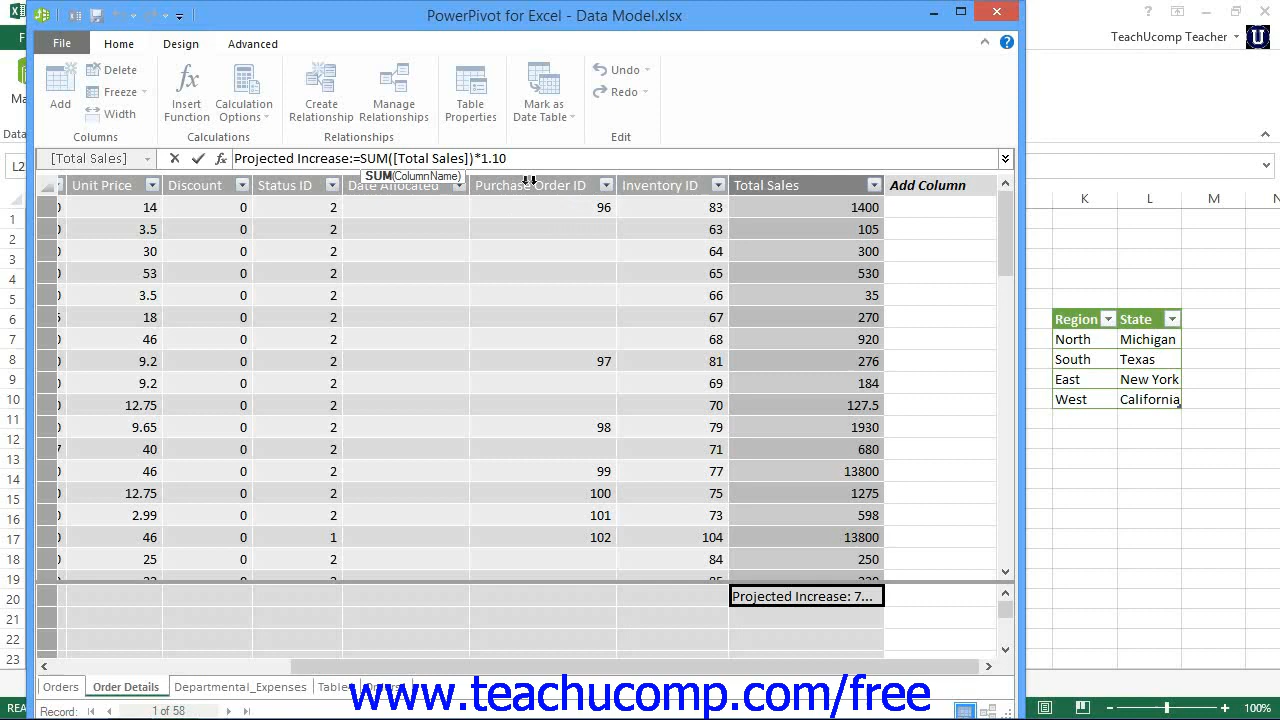 PowerPivot for Excel - Data Model.xlsx
TeachUcomp Teacher
File Home Design Advanced
Add
Delete
Freeze
Width
Columns
Insert Function
Calculation Options
Calculations
Create Relationship
Manage Relationships
Relationships
Table Properties
Mark as Date Table
Undo
Redo
Edit
[Total Sales] fx Projected Increase:=SUM([Total Sales])*1.10
SUM(ColumnName)
Unit Price Discount Status ID Date Allocated Purchase Order ID Inventory ID Total Sales Add Column
14 0 2 96 83 1400
3.5 0 2 63 105
30 0 2 64 300
53 0 2 65 530
3.5 0 2 66 35
18 0 2 67 270
46 0 2 68 920
9.2 0 2 97 81 276
9.2 0 2 69 184
12.75 0 2 70 127.5
9.65 0 2 98 79 1930
40 0 2 71 680
46 0 2 99 77 13800
12.75 0 2 100 75 1275
2.99 0 2 101 73 598
46 0 1 102 104 13800
25 0 2 84 250
Projected Increase: 7...
K L M N
Region State
North Michigan
South Texas
East New York
West California
L2
1
2
3
4
5
6
7
8
9
10
11
12
13
14
15
16
17
18
19
20
21
22
23
Orders Order Details Departmental_Expenses Table
www.teachucomp.com/free
Record: 1 of 58
REA
100%